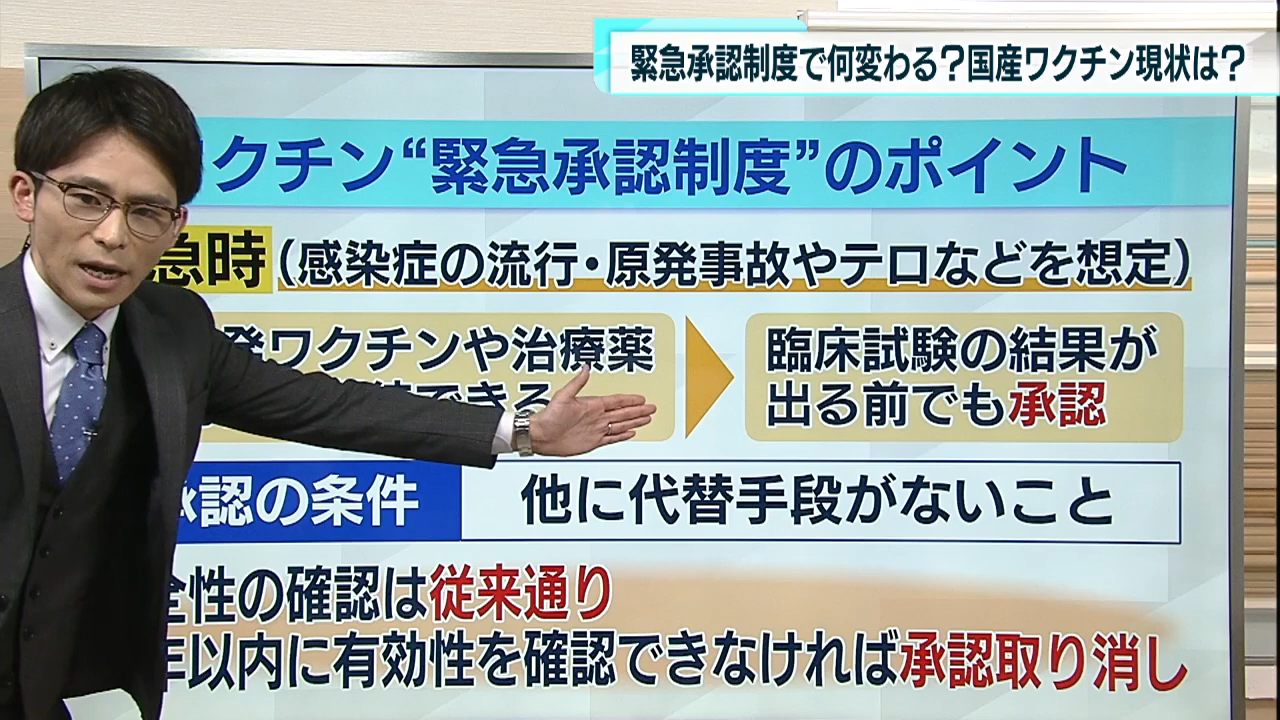 緊急承認制度で何変わる？国産ワクチン現状は？
クチン“緊急承認制度”のポイント
急時（感染症の流行・原発事故やテロなどを想定）
発ワクチンや治療薬
できる
臨床試験の結果が
出る前でも承認
承認の条件
他に代替手段がないこと
全性の確認は従来通り
年以内に有効性を確認できなければ承認取り消し